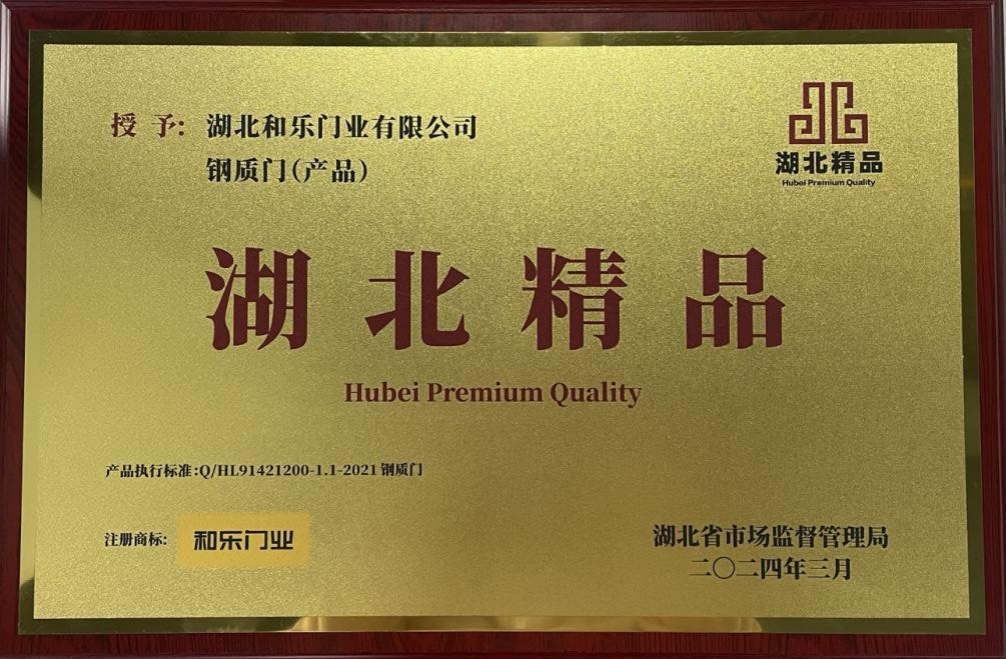 授 予: 湖北和乐门业有限公司
钢质门(产品)
湖北精品
Hubei Premium Quality
湖北精品
Hubei Premium Quality
产品执行标准:Q/HL91421200-1.1-2021 钢质门
注册商标: 和乐门业
湖北省市场监督管理局
二〇二四年三月